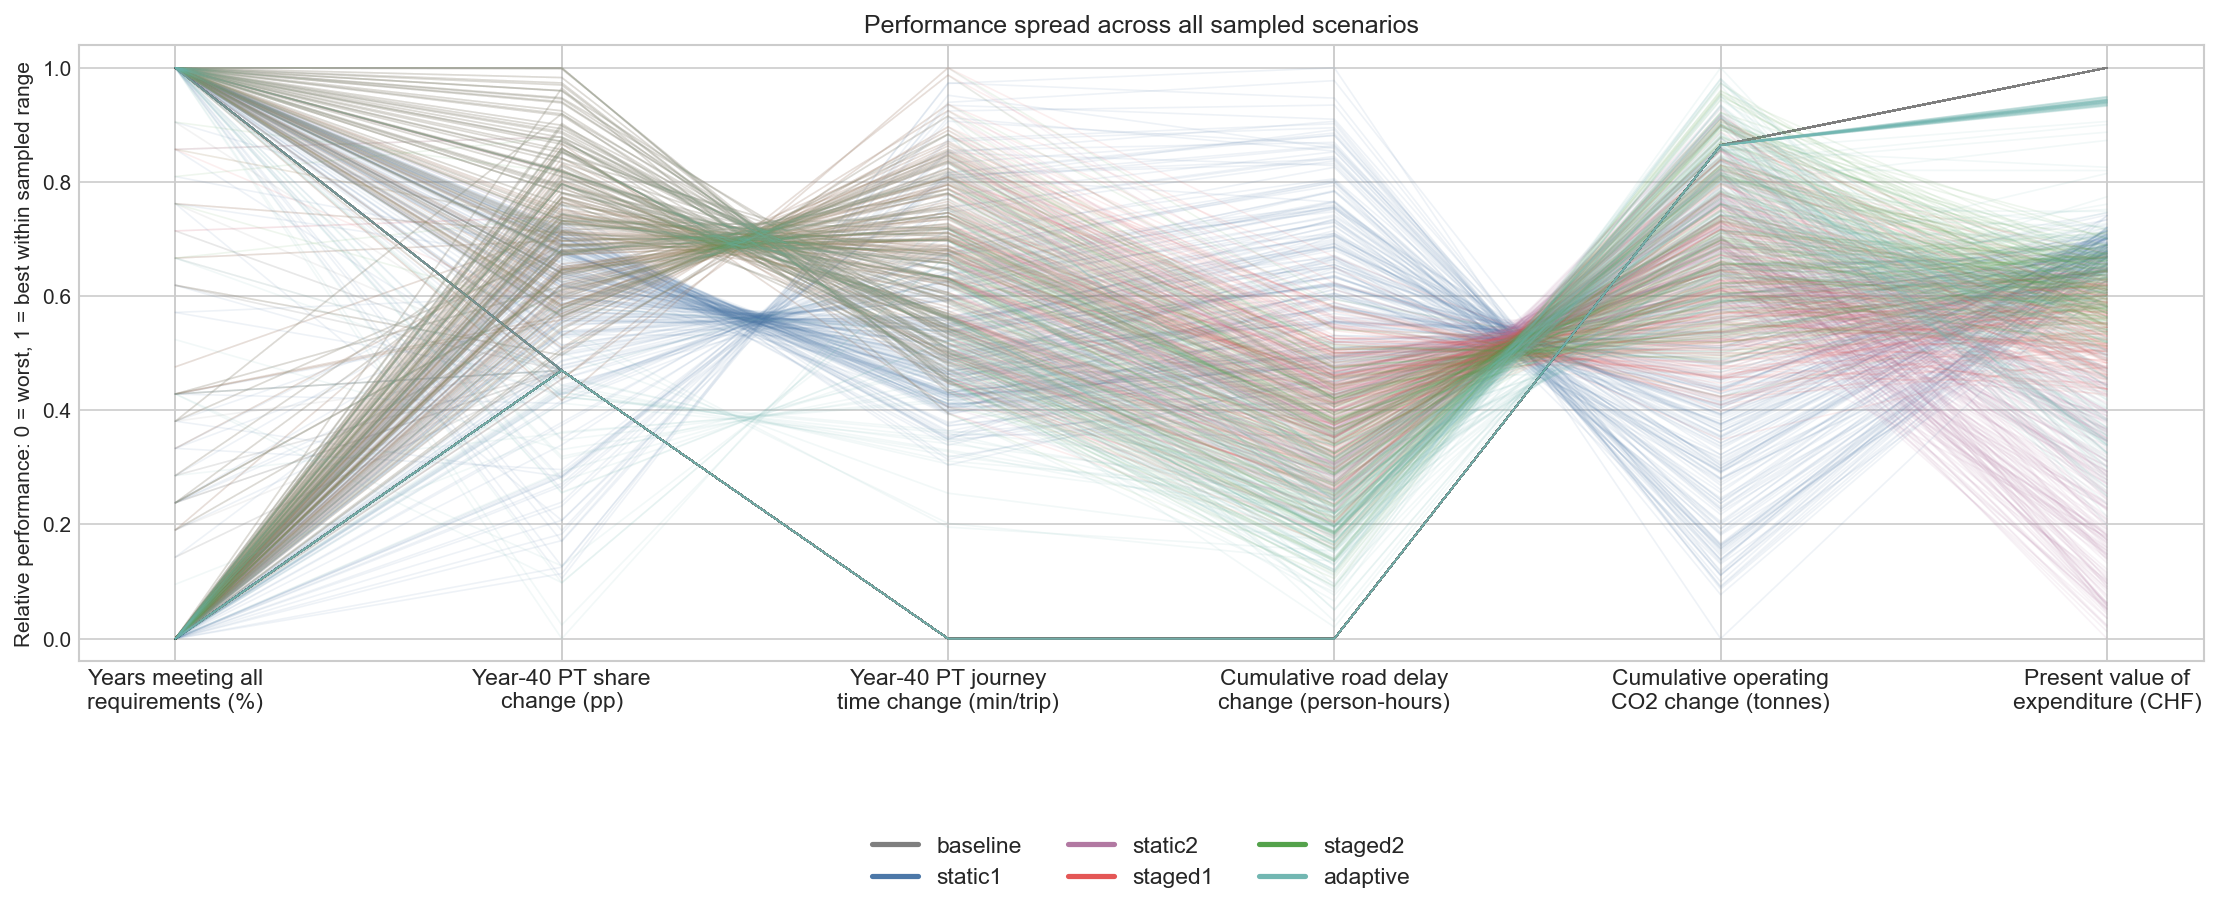 Performance spread across all sampled scenarios
Relative performance: 0 = worst, 1 = best within sampled range
1.0
0.8
0.6
0.4
0.2
0.0
Years meeting all
requirements (%)
Year-40 PT share
change (pp)
Year-40 PT journey
time change (min/trip)
Cumulative road delay
change (person-hours)
Cumulative operating
CO2 change (tonnes)
Present value of
expenditure (CHF)
baseline
static1
static2
staged1
staged2
adaptive